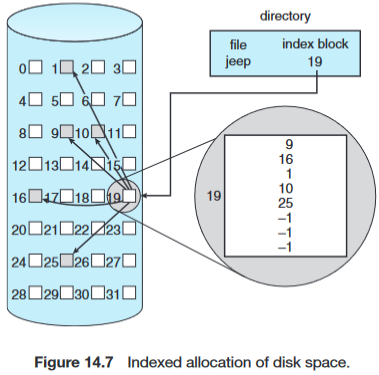 directory
file index block
jeep 19
0 1 2 3
4 5 6 7
8 9 10 11
12 13 14 15
16 17 18 19
20 21 22 23
24 25 26 27
28 29 30 31
19
9
16
1
10
25
–1
–1
–1
Figure 14.7 Indexed allocation of disk space.